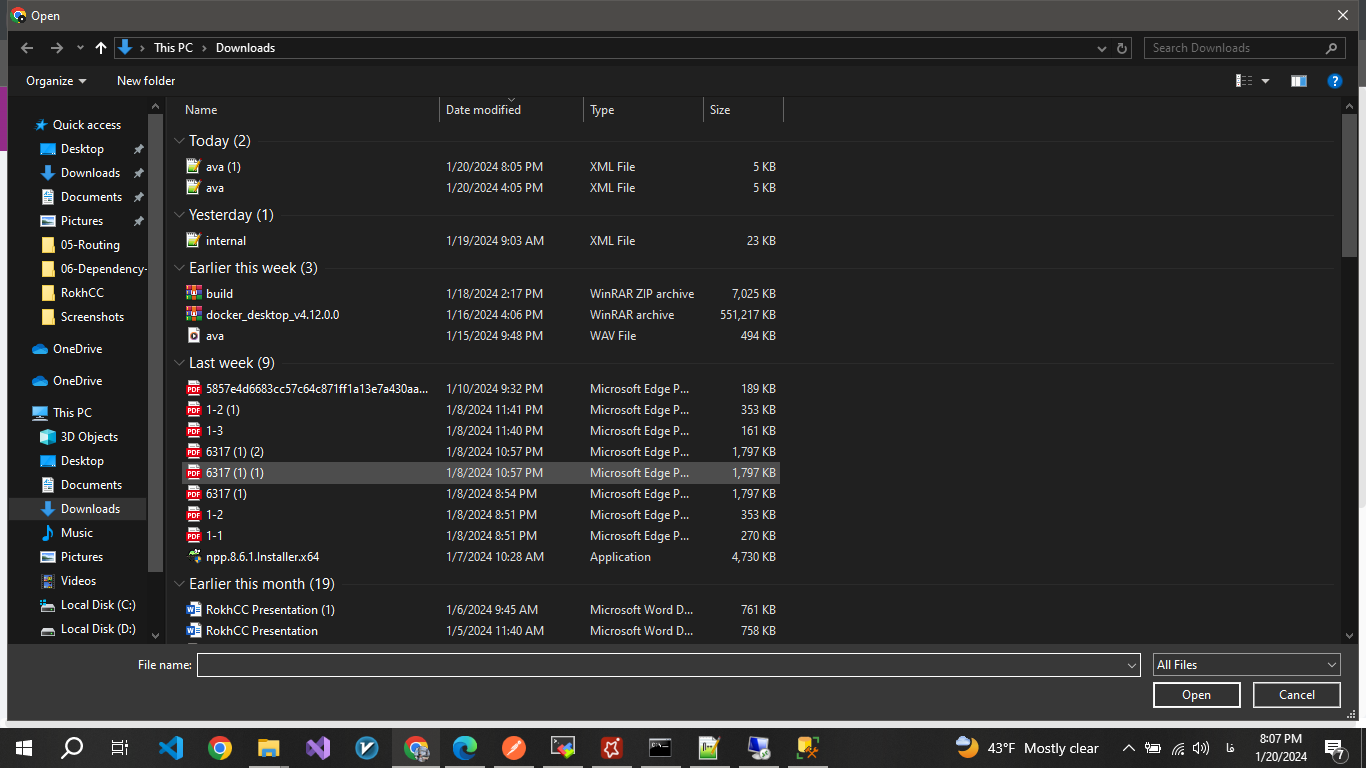 Open
This PC Downloads
Search Downloads
Organize New folder
Name Date modified Type Size
Quick access
Desktop
Downloads
Documents
Pictures
05-Routing
06-Dependency-
RokhCC
Screenshots
OneDrive
OneDrive
This PC
3D Objects
Desktop
Documents
Downloads
Music
Pictures
Videos
Local Disk (C:)
Local Disk (D:)
Today (2)
ava (1) 1/20/2024 8:05 PM XML File 5 KB
ava 1/20/2024 4:05 PM XML File 5 KB
Yesterday (1)
internal 1/19/2024 9:03 AM XML File 23 KB
Earlier this week (3)
build 1/18/2024 2:17 PM WinRAR ZIP archive 7,025 KB
docker_desktop_v4.12.0.0 1/16/2024 4:06 PM WinRAR archive 551,217 KB
ava 1/15/2024 9:48 PM WAV File 494 KB
Last week (9)
5857e4d6683cc57c64c871ff1a13e7a430aa... 1/10/2024 9:32 PM Microsoft Edge P... 189 KB
1-2 (1) 1/8/2024 11:41 PM Microsoft Edge P... 353 KB
1-3 1/8/2024 11:40 PM Microsoft Edge P... 161 KB
6317 (1) (2) 1/8/2024 10:57 PM Microsoft Edge P... 1,797 KB
6317 (1) (1) 1/8/2024 10:57 PM Microsoft Edge P... 1,797 KB
6317 (1) 1/8/2024 8:54 PM Microsoft Edge P... 1,797 KB
1-2 1/8/2024 8:51 PM Microsoft Edge P... 353 KB
1-1 1/8/2024 8:51 PM Microsoft Edge P... 270 KB
npp.8.6.1.Installer.x64 1/7/2024 10:28 AM Application 4,730 KB
Earlier this month (19)
RokhCC Presentation (1) 1/6/2024 9:45 AM Microsoft Word D... 761 KB
RokhCC Presentation 1/5/2024 11:40 AM Microsoft Word D... 758 KB
File name: All Files
Open Cancel
43°F Mostly clear فا 8:07 PM
1/20/2024 7